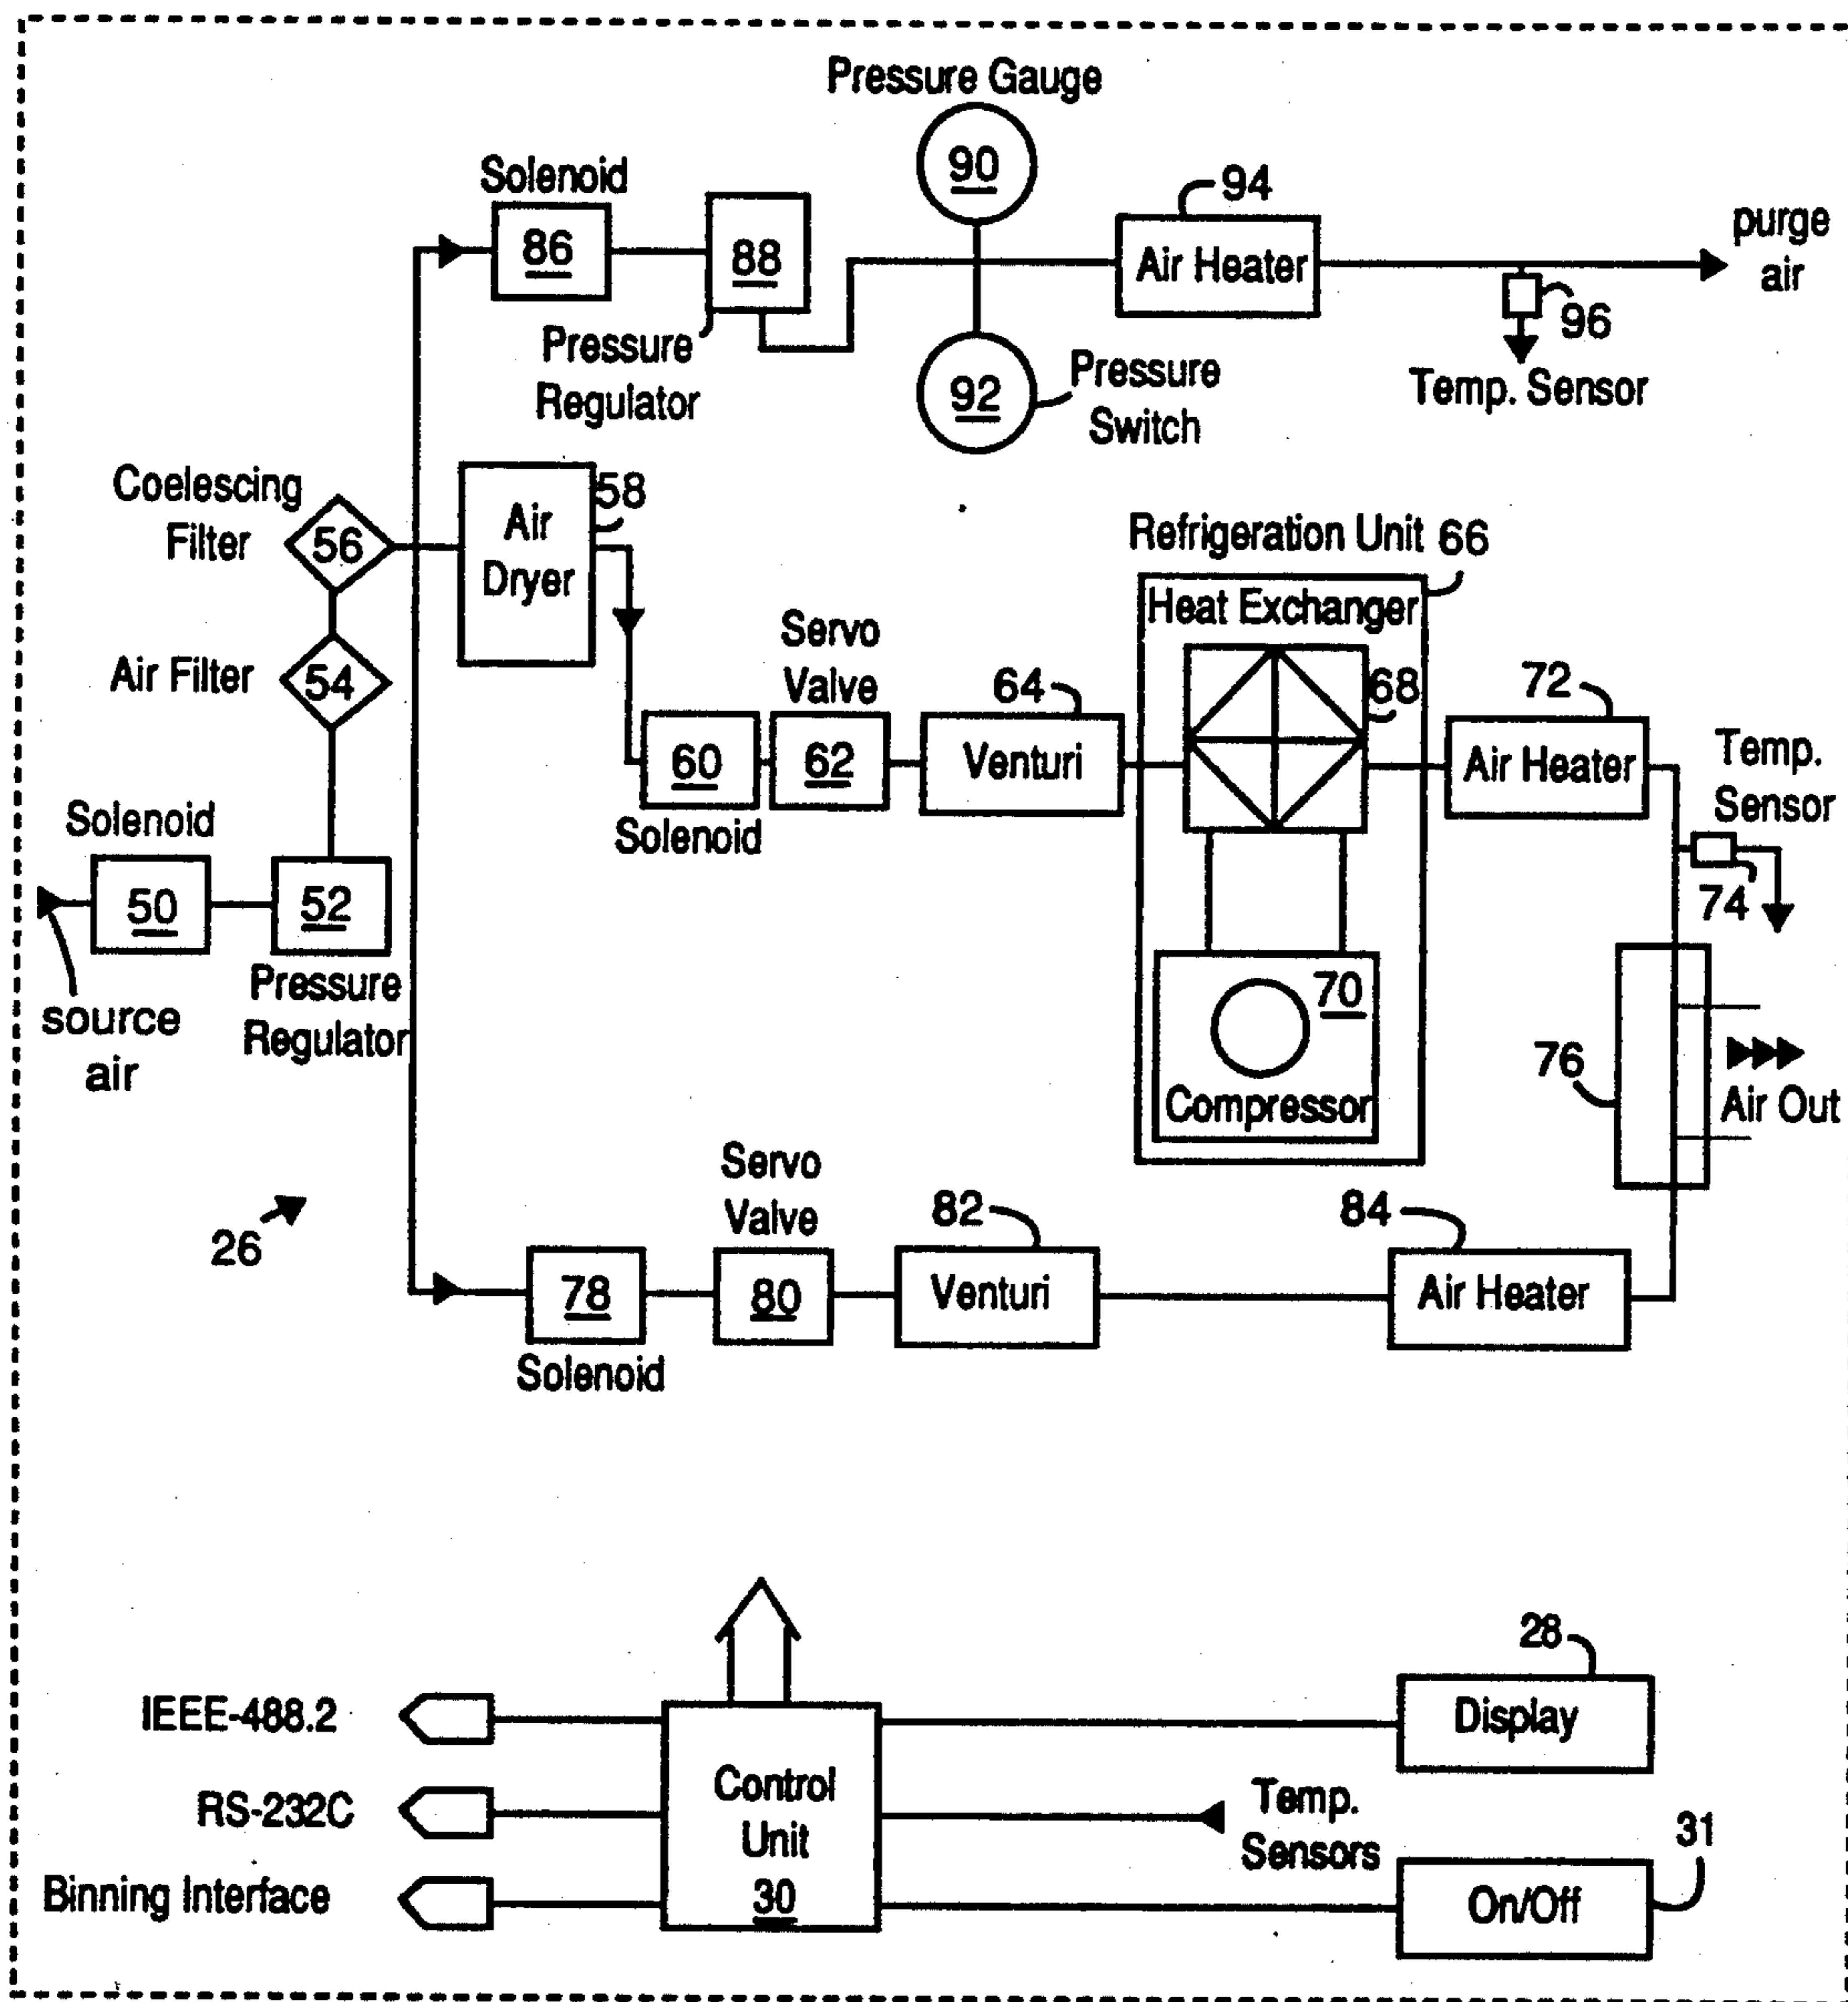 Pressure Gauge
90
Solenoid
86
88
94
Air Heater
purge
air
96
Temp. Sensor
Pressure
Regulator
92
Pressure
Switch
Coelescing
Filter
56
Air
Dryer
58
Refrigeration Unit 66
Heat Exchanger
68
Air Filter
54
Servo
Valve
60
62
Solenoid
64
Venturi
72
Air Heater
Temp.
Sensor
74
Solenoid
50
52
Pressure
Regulator
source
air
70
Compressor
76
Air Out
26
Servo
Valve
78
80
Solenoid
82
Venturi
84
Air Heater
28
Display
IEEE-488.2
RS-232C
Binning Interface
Control
Unit
30
Temp.
Sensors
31
On/Off